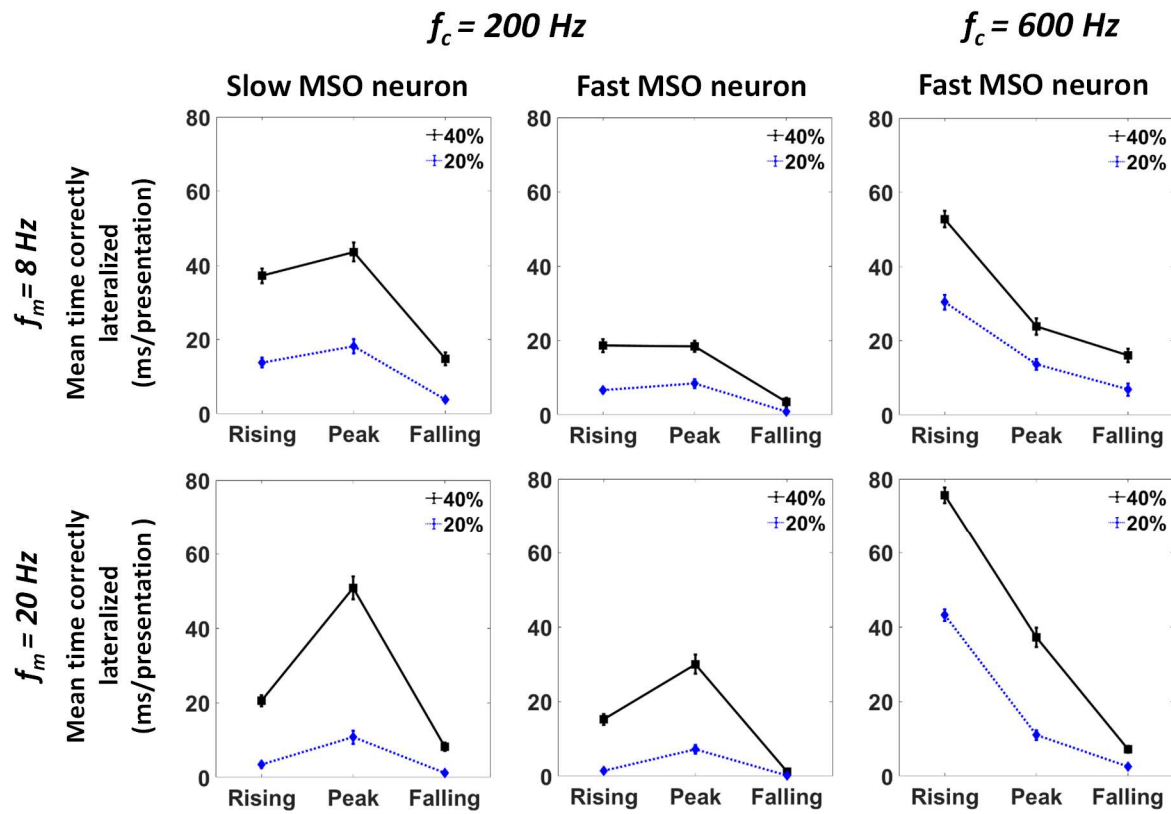 f_c = 200 Hz
f_c = 600 Hz
Slow MSO neuron
Fast MSO neuron
Fast MSO neuron
f_m = 8 Hz
Mean time correctly
lateralized
(ms/presentation)
80
60
40
20
0
40%
20%
Rising Peak Falling
80
60
40
20
0
40%
20%
Rising Peak Falling
80
60
40
20
0
40%
20%
Rising Peak Falling
f_m = 20 Hz
Mean time correctly
lateralized
(ms/presentation )
80
60
40
20
0
40%
20%
Rising Peak Falling
80
60
40
20
0
40%
20%
Rising Peak Falling
80
60
40
20
0
40%
20%
Rising Peak Falling